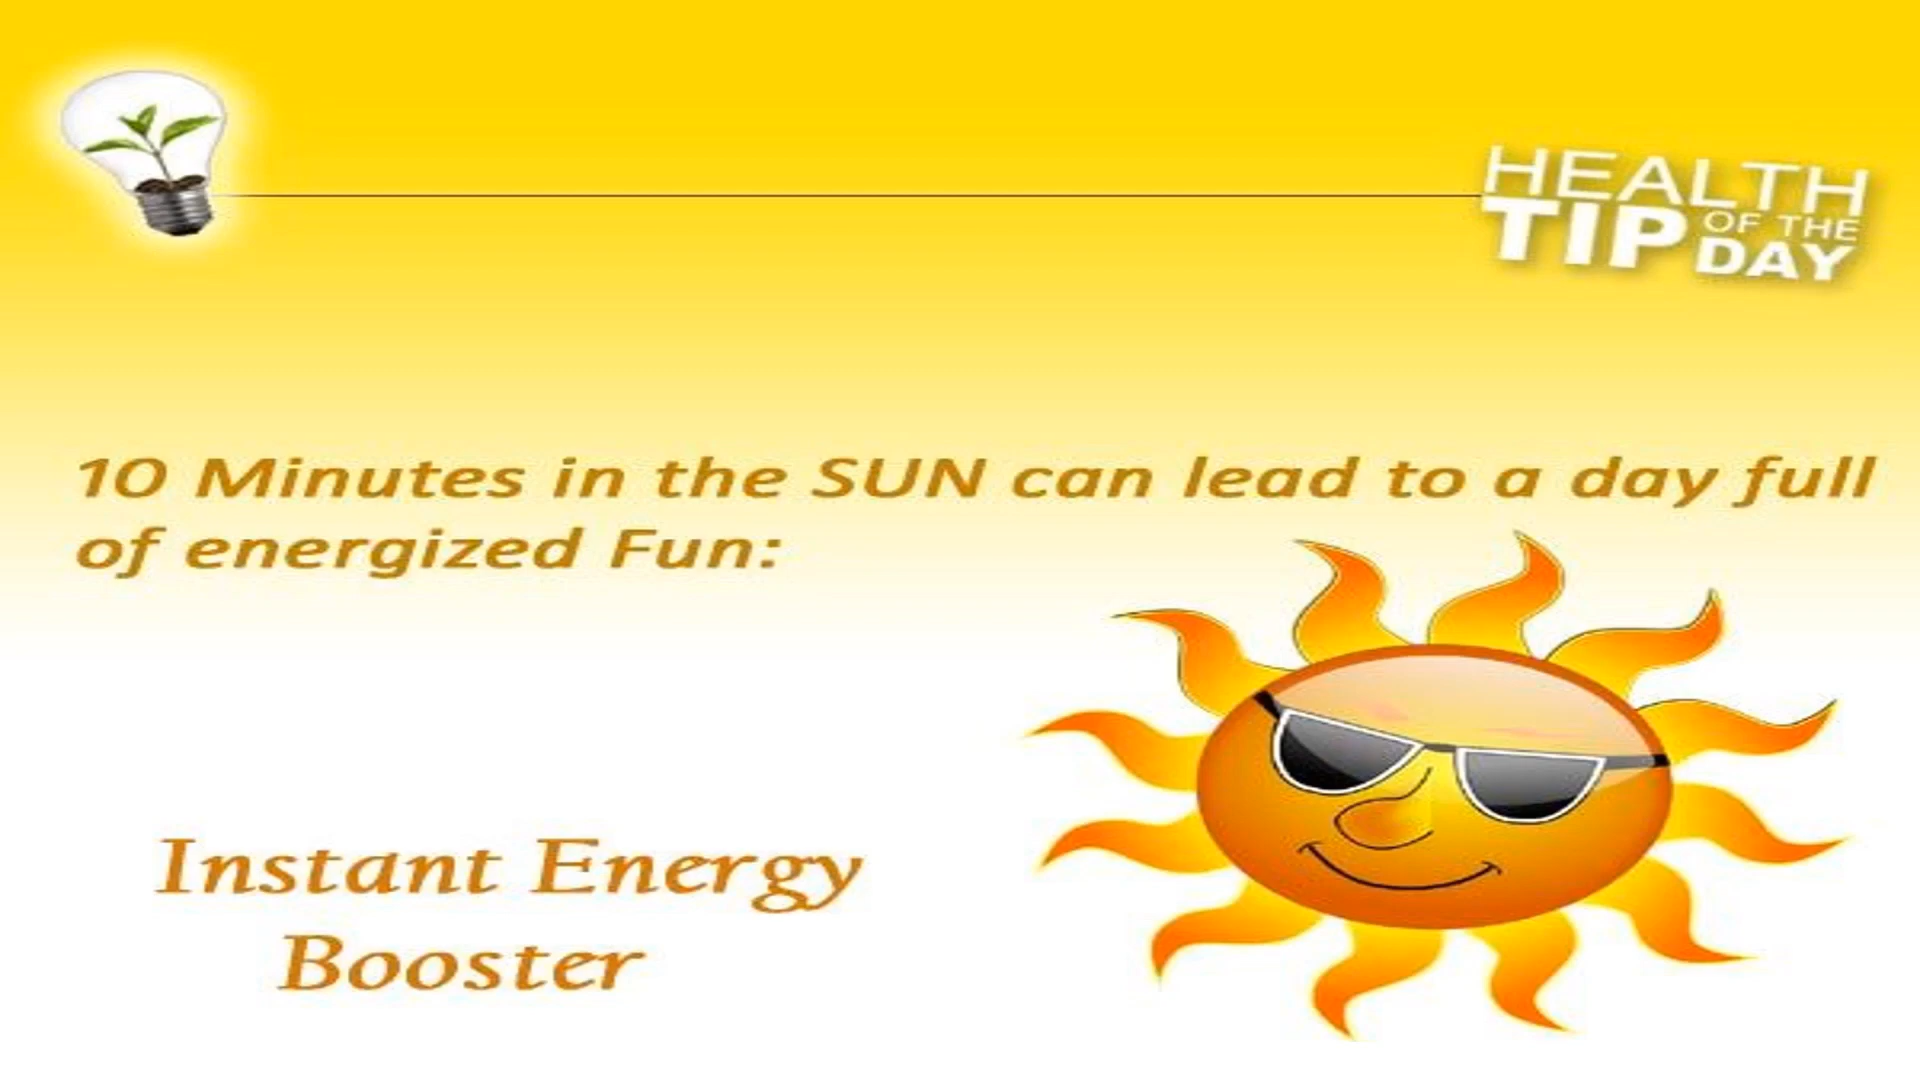 HEALTH
TIP OF THE
DAY
10 Minutes in the SUN can lead to a day full
of energized Fun:
Instant Energy
Booster